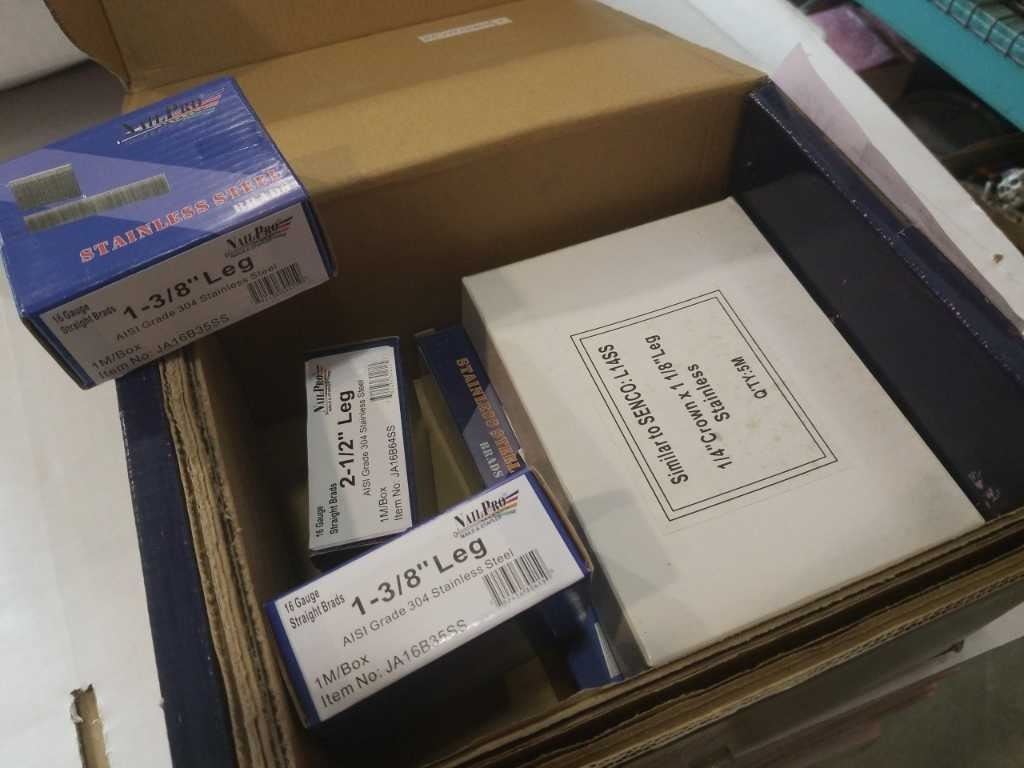 NAILPRO
STAINLESS STEEL
BRAD
NAILPRO
16 Gauge
Straight Brads
1-3/8" Leg
AISI Grade 304 Stainless Steel
1M/Box
Item No: JA16B35SS
NAILPRO
16 Gauge
Straight Brads
2-1/2" Leg
AISI Grade 304 Stainless Steel
1M/Box
Item No: JA16B64SS
STAINLESS STEEL
BRADS
NAILPRO
NAILS & STAPLES
16 Gauge
Straight Brads
1-3/8" Leg
AISI Grade 304 Stainless Steel
1M/Box
Item No: JA16B35SS
Similar to SENCO: L14SS
1/4"Crown x 1 1/8"Leg
Stainless
QTY:5M